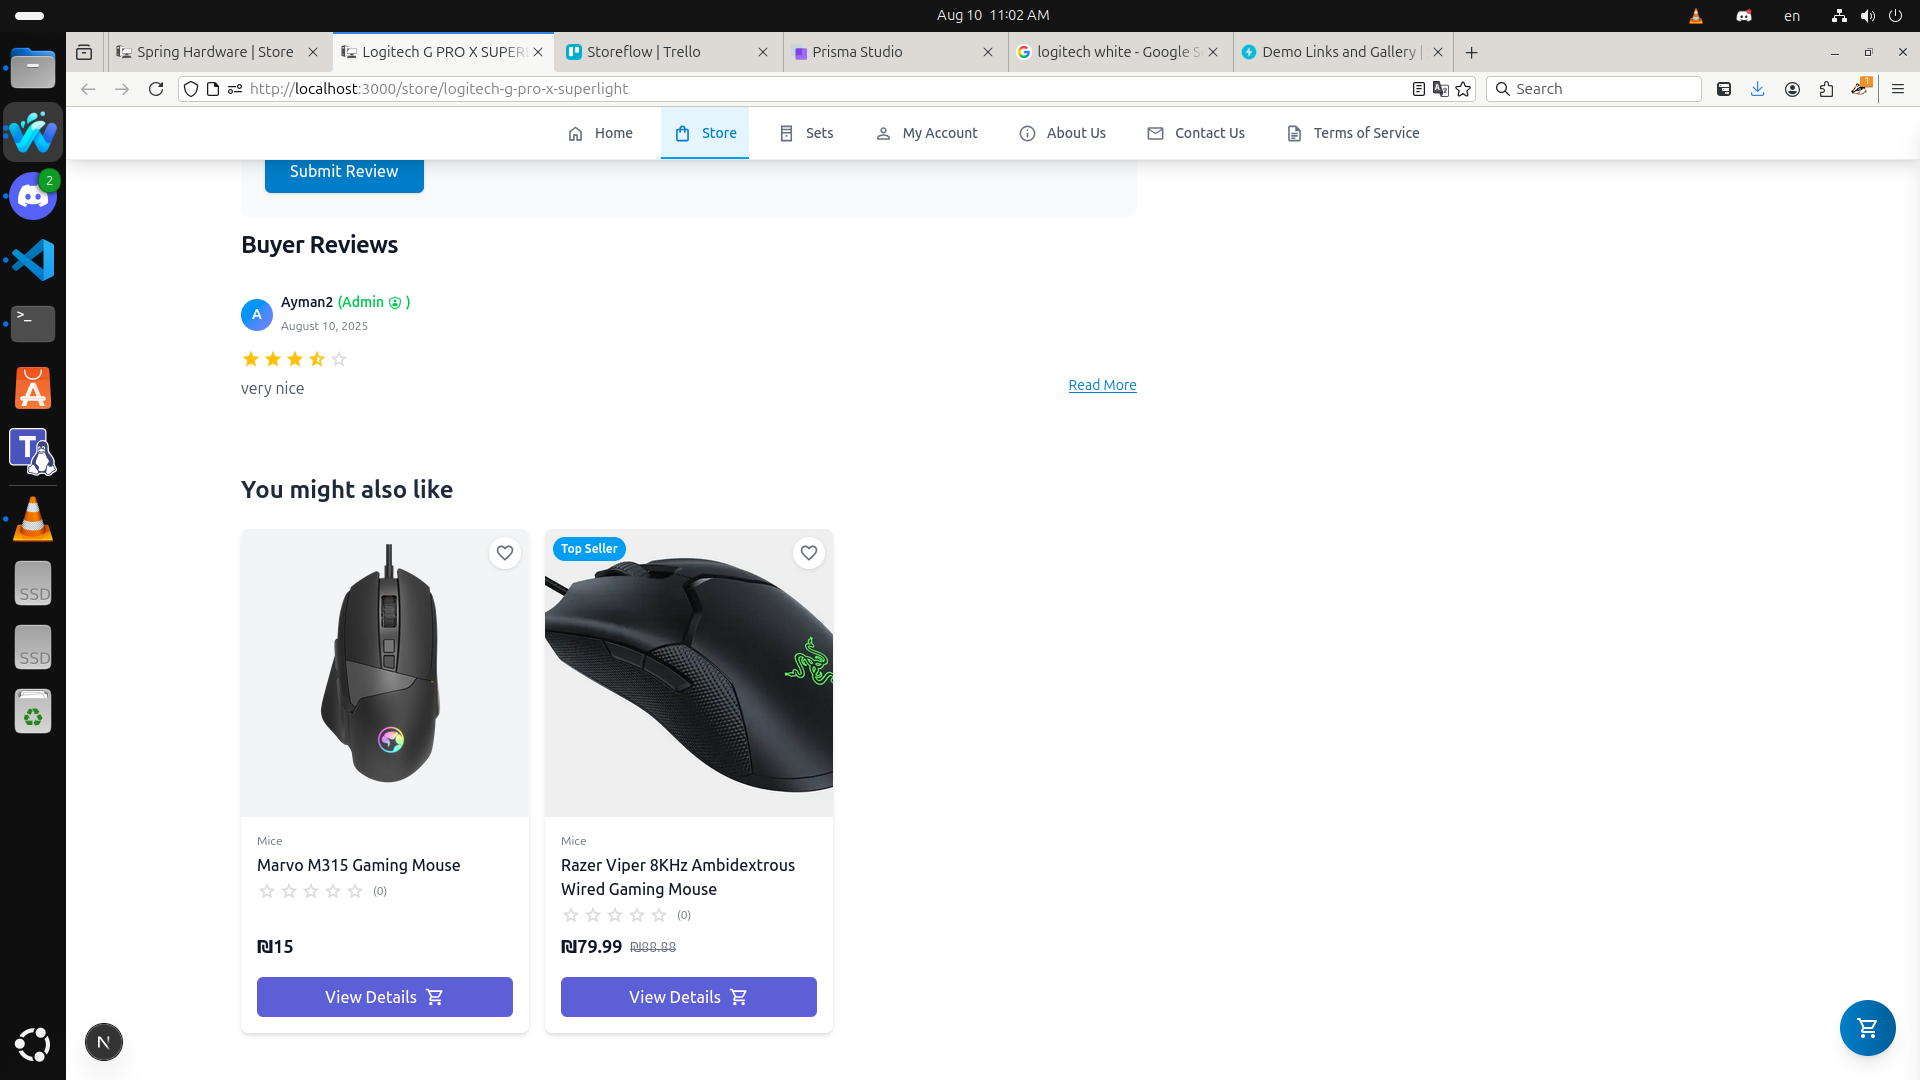 Aug 10 11:02 AM
en
Spring Hardware | Store
Logitech G PRO X SUPERL
Storeflow | Trello
Prisma Studio
logitech white - Google S
Demo Links and Gallery |
http://localhost:3000/store/logitech-g-pro-x-superlight
Search
1
2
Home
Store
Sets
My Account
About Us
Contact Us
Terms of Service
Submit Review
Buyer Reviews
A
Ayman2 (Admin )
August 10, 2025
very nice
Read More
You might also like
Top Seller
Mice
Marvo M315 Gaming Mouse
(0)
₪15
View Details
Mice
Razer Viper 8KHz Ambidextrous
Wired Gaming Mouse
(0)
₪79.99 ₪88.88
View Details
>_
A
T
SSD
SSD
N